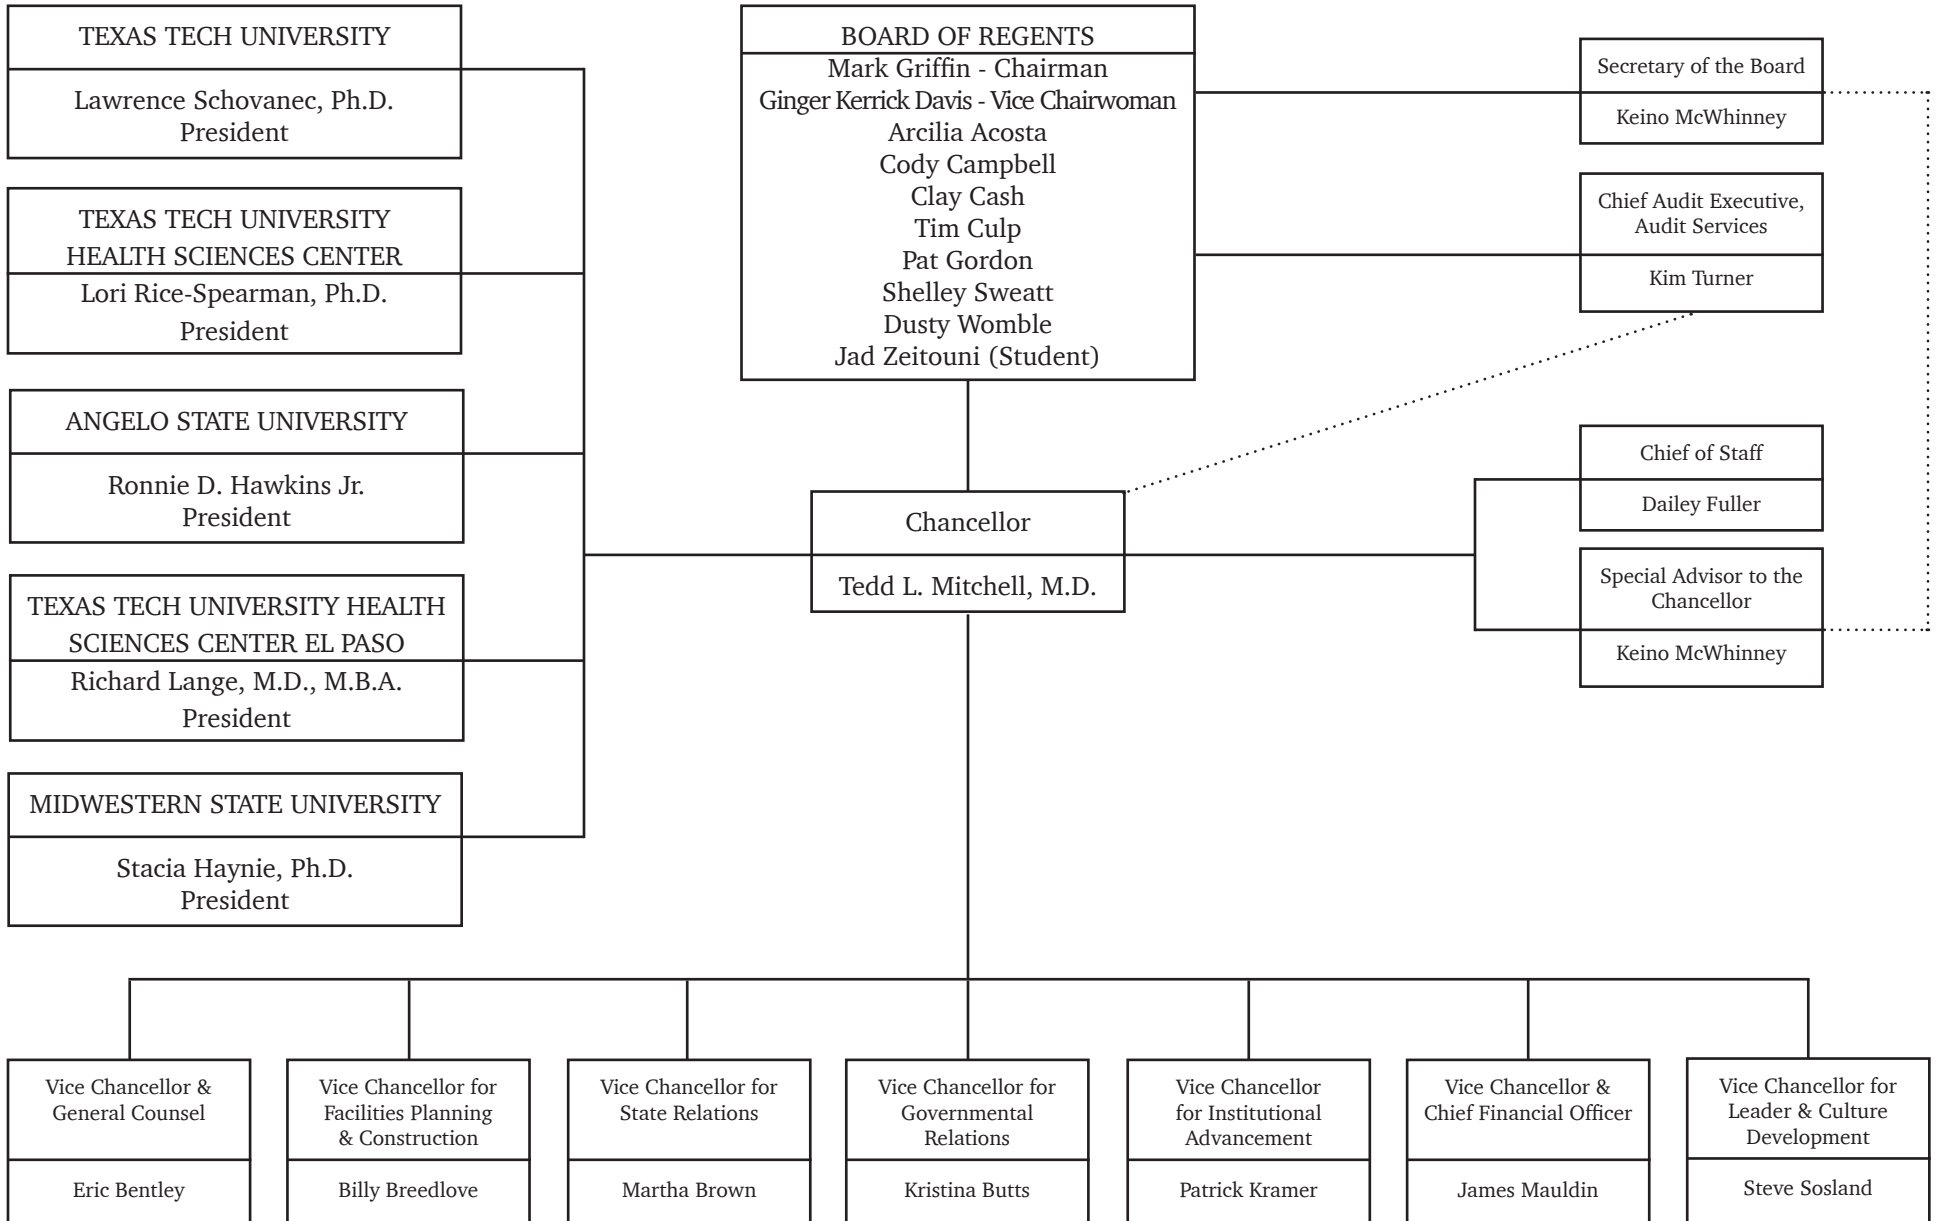 TEXAS TECH UNIVERSITY
Lawrence Schovanec, Ph.D.
President
TEXAS TECH UNIVERSITY
HEALTH SCIENCES CENTER
Lori Rice-Spearman, Ph.D.
President
ANGELO STATE UNIVERSITY
Ronnie D. Hawkins Jr.
President
TEXAS TECH UNIVERSITY HEALTH
SCIENCES CENTER EL PASO
Richard Lange, M.D., M.B.A.
President
MIDWESTERN STATE UNIVERSITY
Stacia Haynie, Ph.D.
President
BOARD OF REGENTS
Mark Griffin - Chairman
Ginger Kerrick Davis - Vice Chairwoman
Arcilia Acosta
Cody Campbell
Clay Cash
Tim Culp
Pat Gordon
Shelley Sweatt
Dusty Womble
Jad Zeitouni (Student)
Chancellor
Tedd L. Mitchell, M.D.
Secretary of the Board
Keino McWhinney
Chief Audit Executive,
Audit Services
Kim Turner
Chief of Staff
Dailey Fuller
Special Advisor to the
Chancellor
Keino McWhinney
Vice Chancellor &
General Counsel
Eric Bentley
Vice Chancellor for
Facilities Planning
& Construction
Billy Breedlove
Vice Chancellor for
State Relations
Martha Brown
Vice Chancellor for
Governmental
Relations
Kristina Butts
Vice Chancellor
for Institutional
Advancement
Patrick Kramer
Vice Chancellor &
Chief Financial Officer
James Mauldin
Vice Chancellor for
Leader & Culture
Development
Steve Sosland